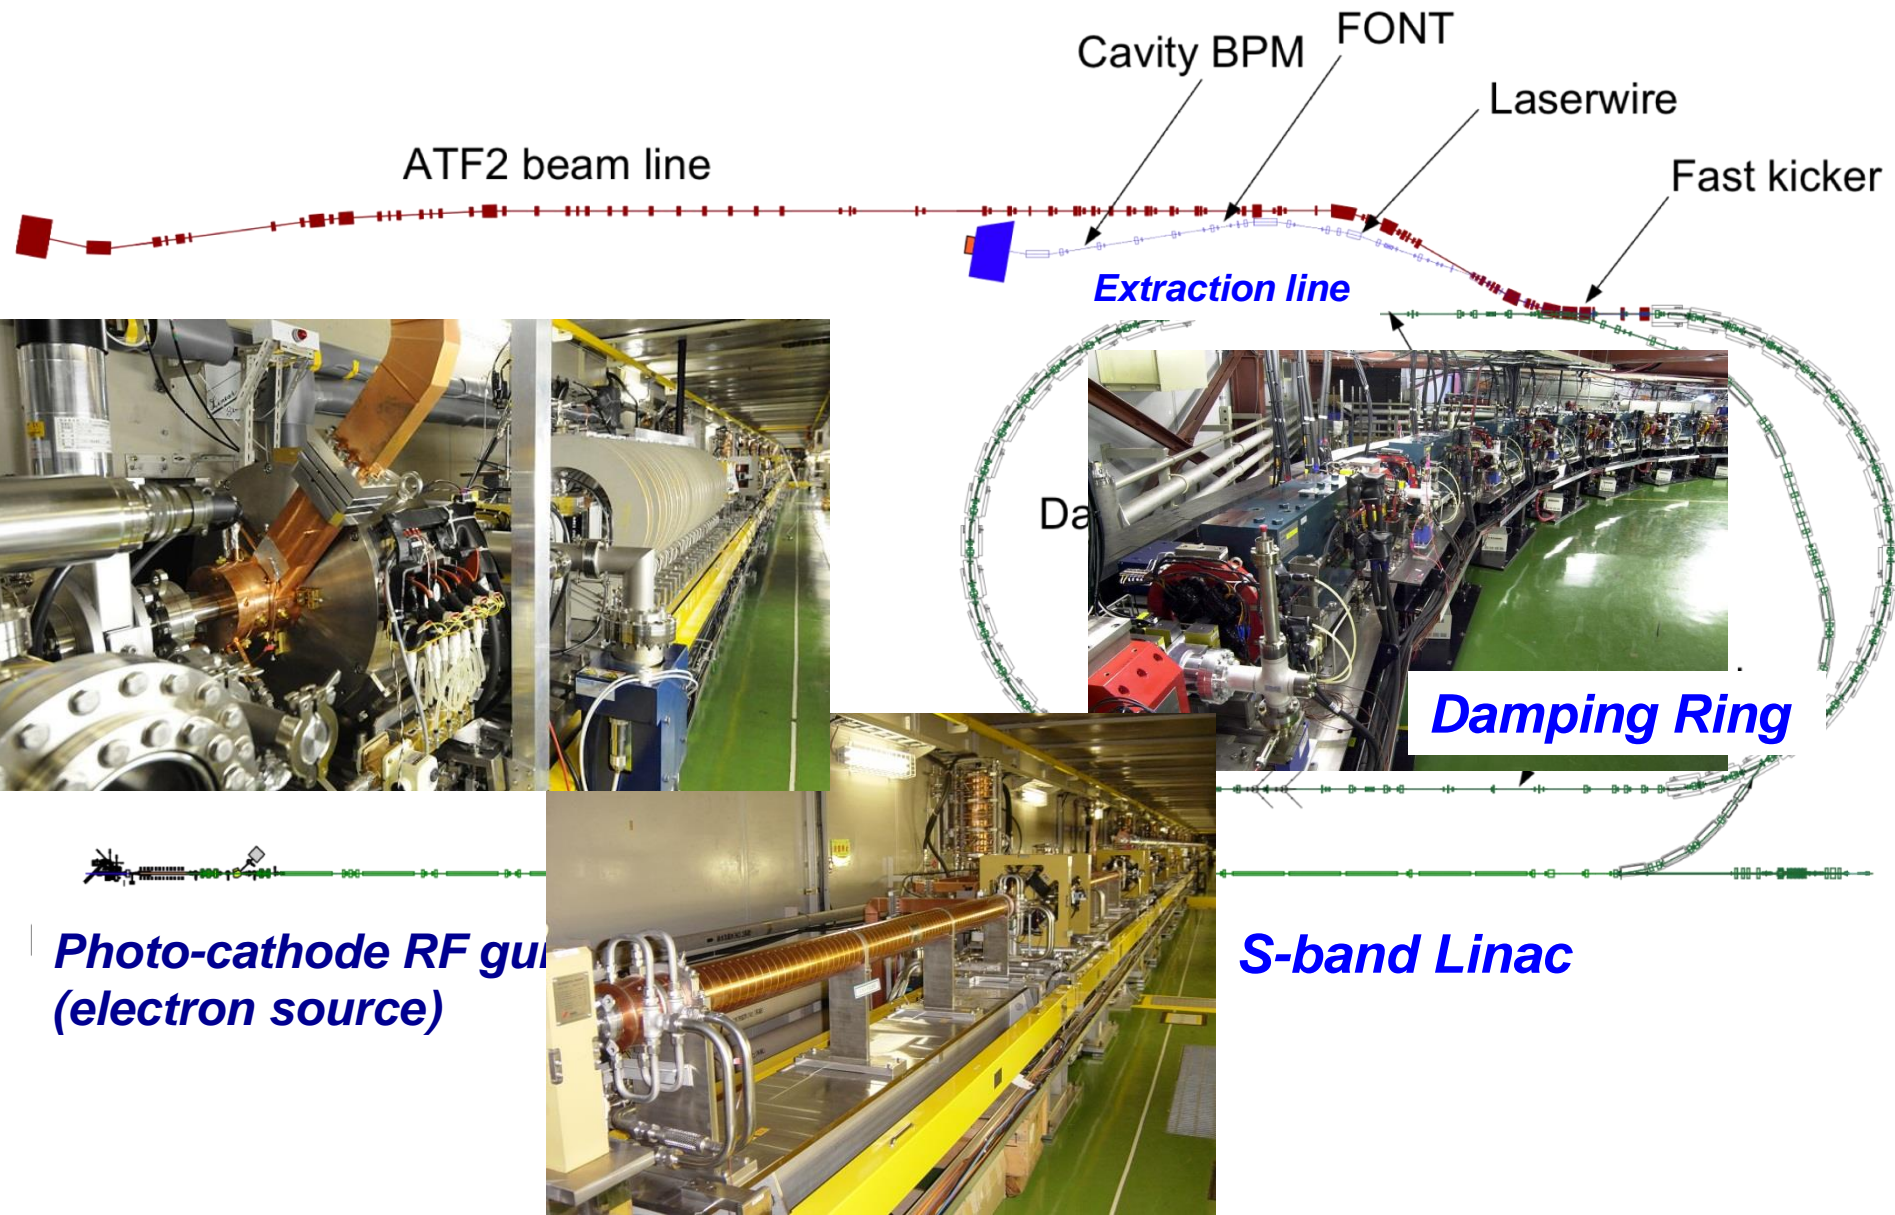 FONT
Cavity BPM
Laserwire
ATF2 beam line
Fast kicker
Extraction line
Da
Damping Ring
Photo-cathode RF gu
(electron source)
S-band Linac